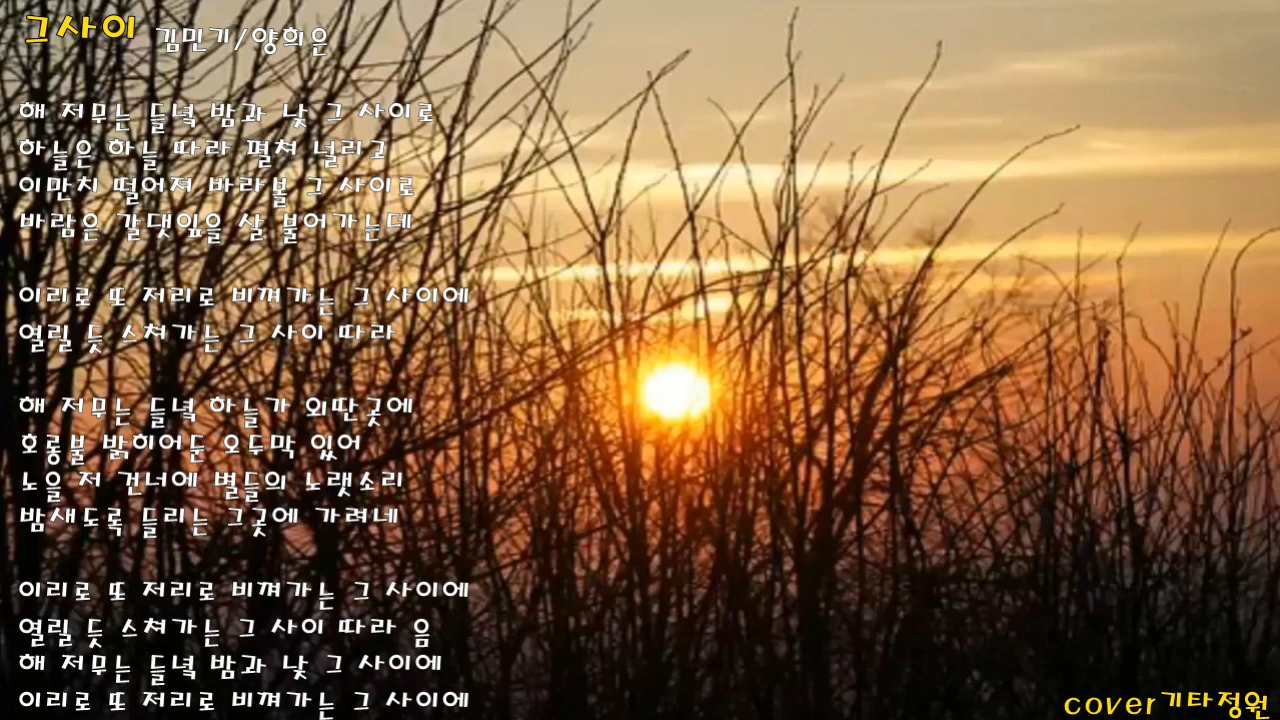 그사이 김민기/양희은
해 저무는 들녘 밤과 낮 그 사이로
하늘은 하늘 따라 펼쳐 널리고
이만치 떨어져 바라볼 그 사이로
바람은 갈댓잎을 살 불어가는데
이리로 또 저리로 비껴가는 그 사이에
열릴 듯 스쳐가는 그 사이 따라
해 저무는 들녘 하늘가 외딴곳에
호롱불 밝히어둔 오두막 있어
노을 저 건너에 별들의 노랫소리
밤새도록 들리는 그곳에 가려네
이리로 또 저리로 비껴가는 그 사이에
열릴 듯 스쳐가는 그 사이 따라 음
해 저무는 들녘 밤과 낮 그 사이에
이리로 또 저리로 비껴가는 그 사이에
cover기타정원